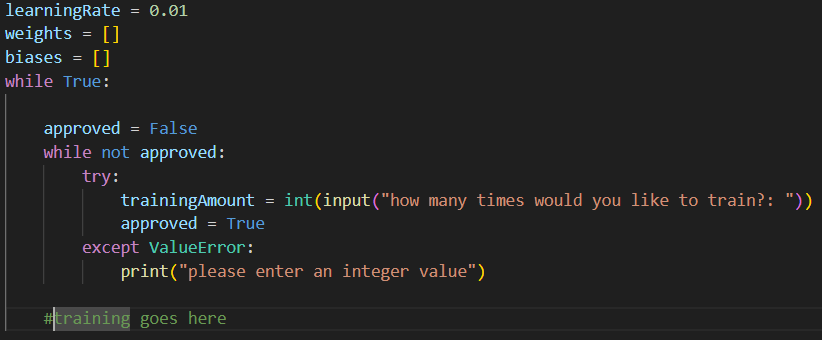 learningRate = 0.01
weights = []
biases = []
while True:
approved = False
while not approved:
try:
trainingAmount = int(input("how many times would you like to train?: "))
approved = True
except ValueError:
print("please enter an integer value")
#training goes here